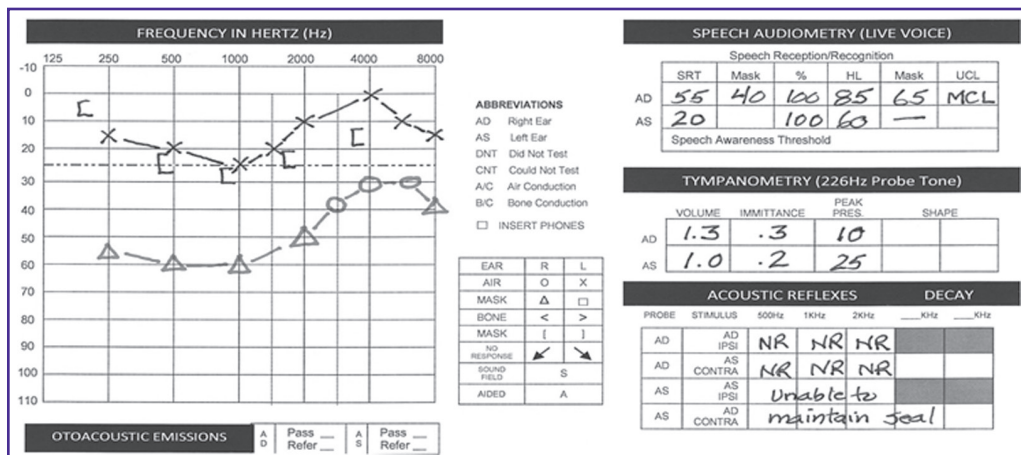 FREQUENCY IN HERTZ (Hz)
125 250 500 1000 2000 4000 8000
-10
0
10
20
30
40
50
60
70
80
90
100
110
OTOACOUSTIC EMISSIONS
AD Pass __ AS Pass __
Refer __ Refer __
ABBREVIATIONS
AD Right Ear
AS Left Ear
DNT Did Not Test
CNT Could Not Test
A/C Air Conduction
B/C Bone Conduction
INSERT PHONES
EAR R L
AIR O X
MASK Δ □
BONE < >
MASK [ ]
NO RESPONSE ↙ ↘
SOUND FIELD S
AIDED A
SPEECH AUDIOMETRY (LIVE VOICE)
Speech Reception/Recognition
SRT Mask % HL Mask UCL
AD 55 40 100 85 65 MCL
AS 20 100 60 —
Speech Awareness Threshold
TYMPANOMETRY (226Hz Probe Tone)
VOLUME IMMITTANCE PEAK PRES. SHAPE
AD 1.3 .3 10
AS 1.0 .2 25
ACOUSTIC REFLEXES DECAY
PROBE STIMULUS 500Hz 1KHz 2KHz ___KHz ___KHz
AD AD IPSI NR NR NR
AD AS CONTRA NR NR NR
AS AS IPSI Unable to
AS AD CONTRA maintain seal